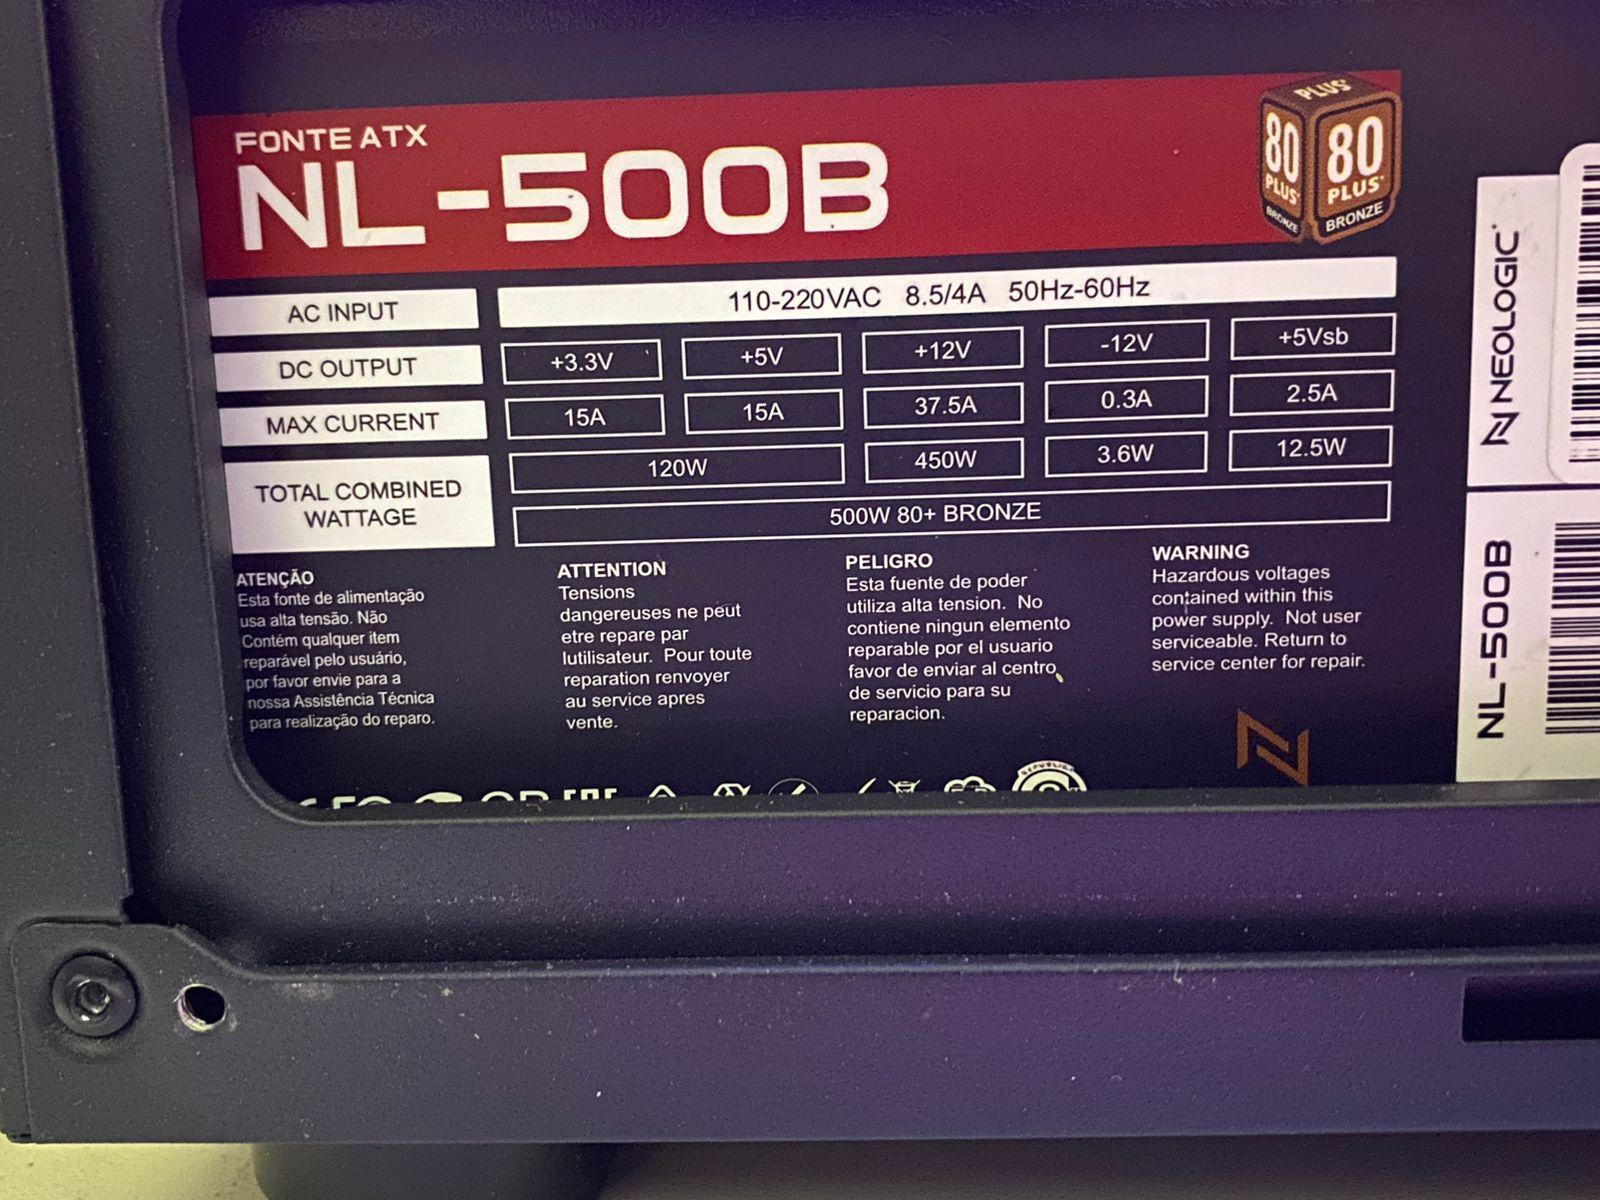 FONTE ATX
NL-500B
PLUS
80 PLUS BRONZE
80 PLUS BRONZE
AC INPUT 110-220VAC 8.5/4A 50Hz-60Hz
DC OUTPUT +3.3V +5V +12V -12V +5Vsb
MAX CURRENT 15A 15A 37.5A 0.3A 2.5A
TOTAL COMBINED WATTAGE 120W 450W 3.6W 12.5W
500W 80+ BRONZE
ATENÇÃO
Esta fonte de alimentação
usa alta tensão. Não
Contém qualquer item
reparável pelo usuário,
por favor envie para a
nossa Assistência Técnica
para realização do reparo.
ATTENTION
Tensions
dangereuses ne peut
etre repare par
lutilisateur. Pour toute
reparation renvoyer
au service apres
vente.
PELIGRO
Esta fuente de poder
utiliza alta tension. No
contiene ningun elemento
reparable por el usuario
favor de enviar al centro
de servicio para su
reparacion.
WARNING
Hazardous voltages
contained within this
power supply. Not user
serviceable. Return to
service center for repair.
NEOLOGIC
NL-500B